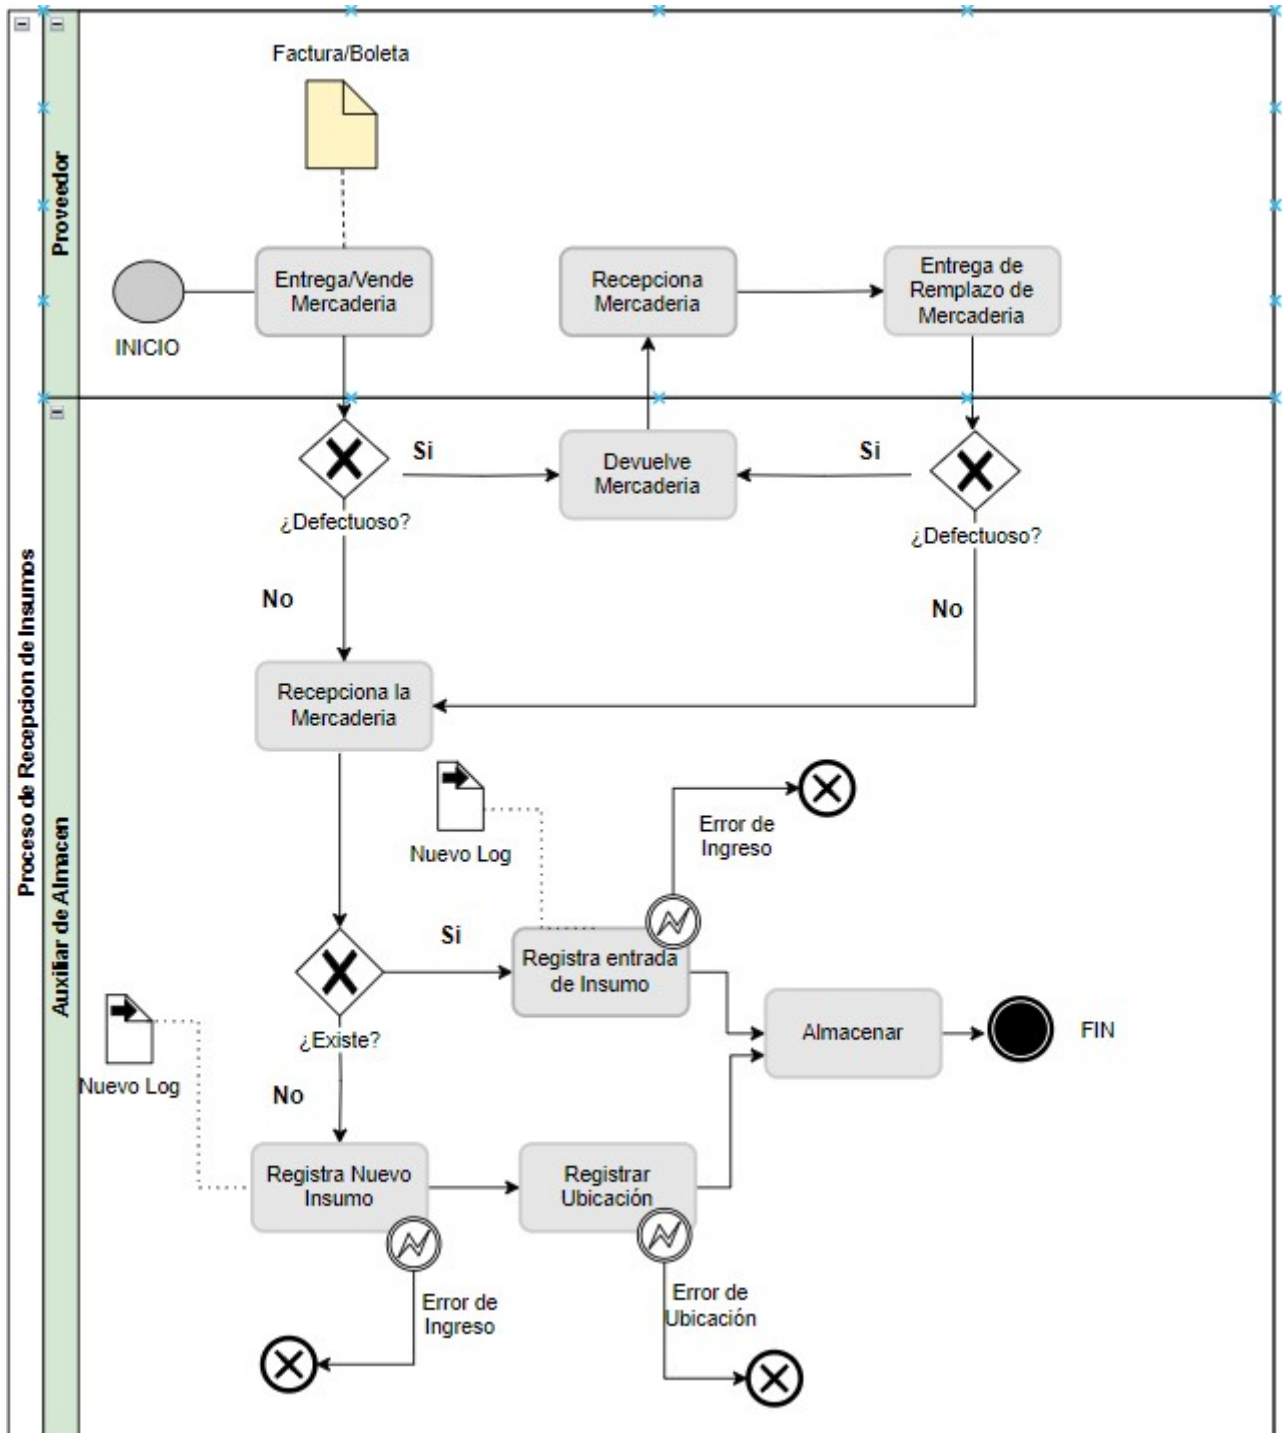 Proceso de Recepcion de Insumos
Proveedor
Factura/Boleta
INICIO
Entrega/Vende
Mercaderia
Recepciona
Mercaderia
Entrega de
Remplazo de
Mercaderia
Auxiliar de Almacen
Si
¿Defectuoso?
Devuelve
Mercaderia
Si
¿Defectuoso?
No
No
Recepciona la
Mercaderia
Nuevo Log
Error de
Ingreso
Si
Registra entrada
de Insumo
¿Existe?
Almacenar
FIN
Nuevo Log
No
Registra Nuevo
Insumo
Registrar
Ubicación
Error de
Ingreso
Error de
Ubicación